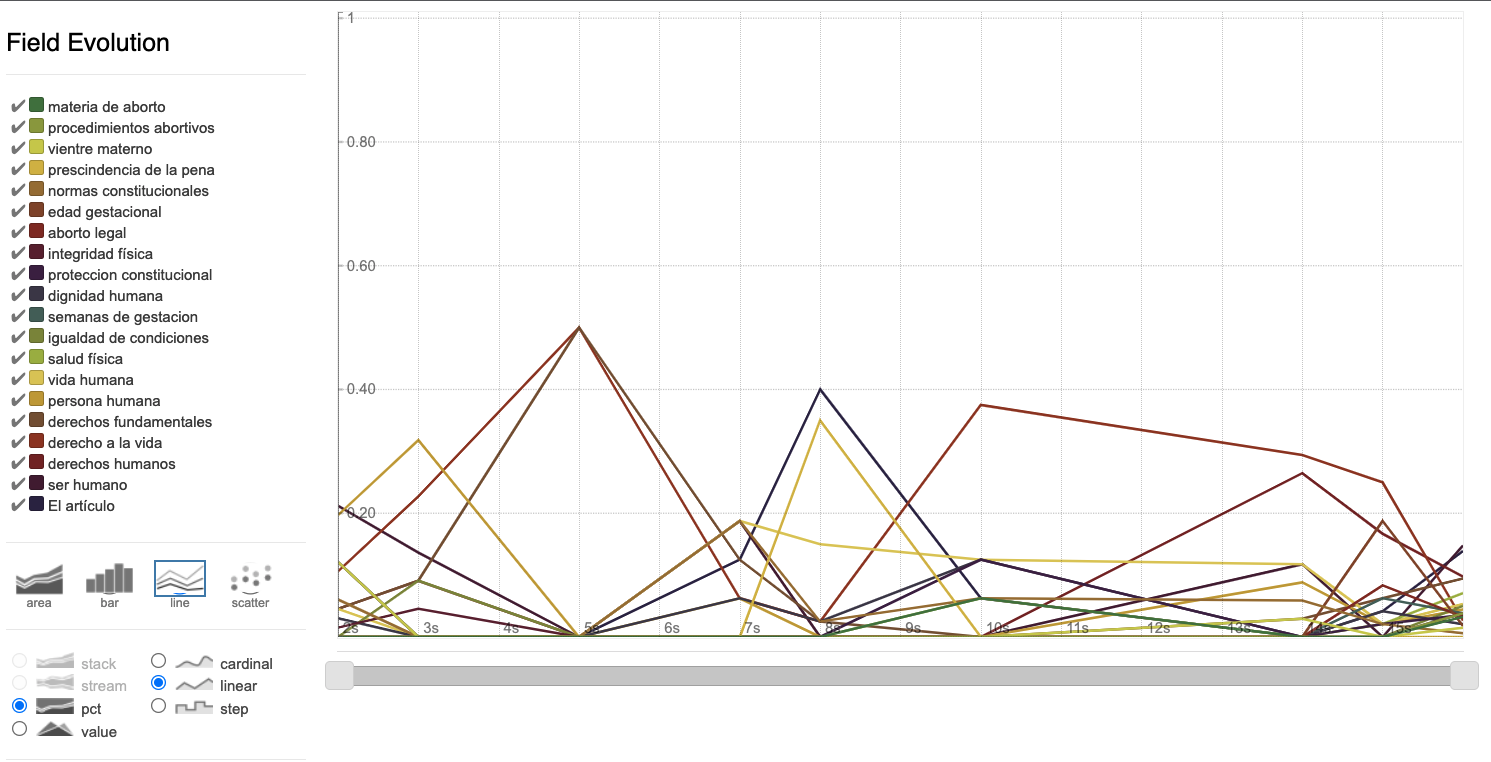 Field Evolution
materia de aborto
procedimientos abortivos
vientre materno
prescindencia de la pena
normas constitucionales
edad gestacional
aborto legal
integridad física
proteccion constitucional
dignidad humana
semanas de gestacion
igualdad de condiciones
salud física
vida humana
persona humana
derechos fundamentales
derecho a la vida
derechos humanos
ser humano
El artículo
area bar line scatter
stack cardinal
stream linear
pct step
value
1
0.80
0.60
0.40
0.20
2s 3s 4s 5s 6s 7s 8s 9s 10s 11s 12s 13s 14s 15s